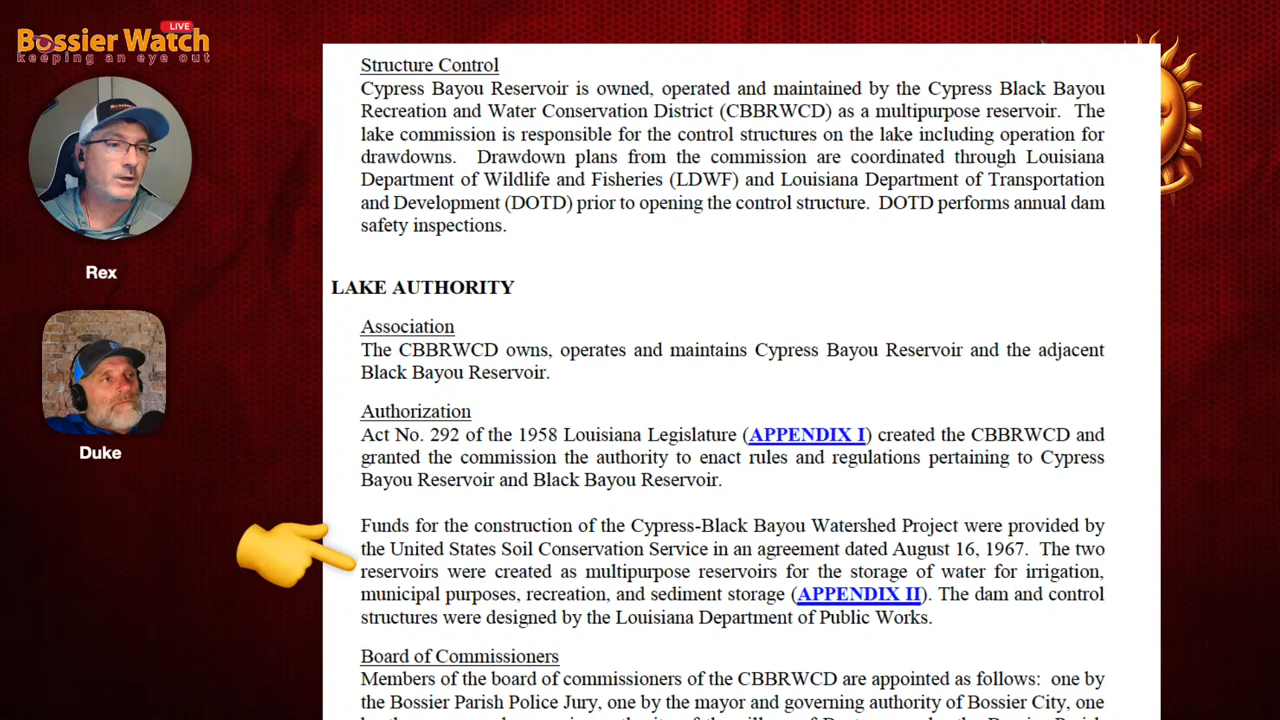 LIVE
Bossier Watch
keeping an eye out
Rex
Duke
Structure Control
Cypress Bayou Reservoir is owned, operated and maintained by the Cypress Black Bayou
Recreation and Water Conservation District (CBBRWCD) as a multipurpose reservoir. The
lake commission is responsible for the control structures on the lake including operation for
drawdowns. Drawdown plans from the commission are coordinated through Louisiana
Department of Wildlife and Fisheries (LDWF) and Louisiana Department of Transportation
and Development (DOTD) prior to opening the control structure. DOTD performs annual dam
safety inspections.
LAKE AUTHORITY
Association
The CBBRWCD owns, operates and maintains Cypress Bayou Reservoir and the adjacent
Black Bayou Reservoir.
Authorization
Act No. 292 of the 1958 Louisiana Legislature (APPENDIX I) created the CBBRWCD and
granted the commission the authority to enact rules and regulations pertaining to Cypress
Bayou Reservoir and Black Bayou Reservoir.
Funds for the construction of the Cypress-Black Bayou Watershed Project were provided by
the United States Soil Conservation Service in an agreement dated August 16, 1967. The two
reservoirs were created as multipurpose reservoirs for the storage of water for irrigation,
municipal purposes, recreation, and sediment storage (APPENDIX II). The dam and control
structures were designed by the Louisiana Department of Public Works.
Board of Commissioners
Members of the board of commissioners of the CBBRWCD are appointed as follows: one by
the Bossier Parish Police Jury, one by the mayor and governing authority of Bossier City, one